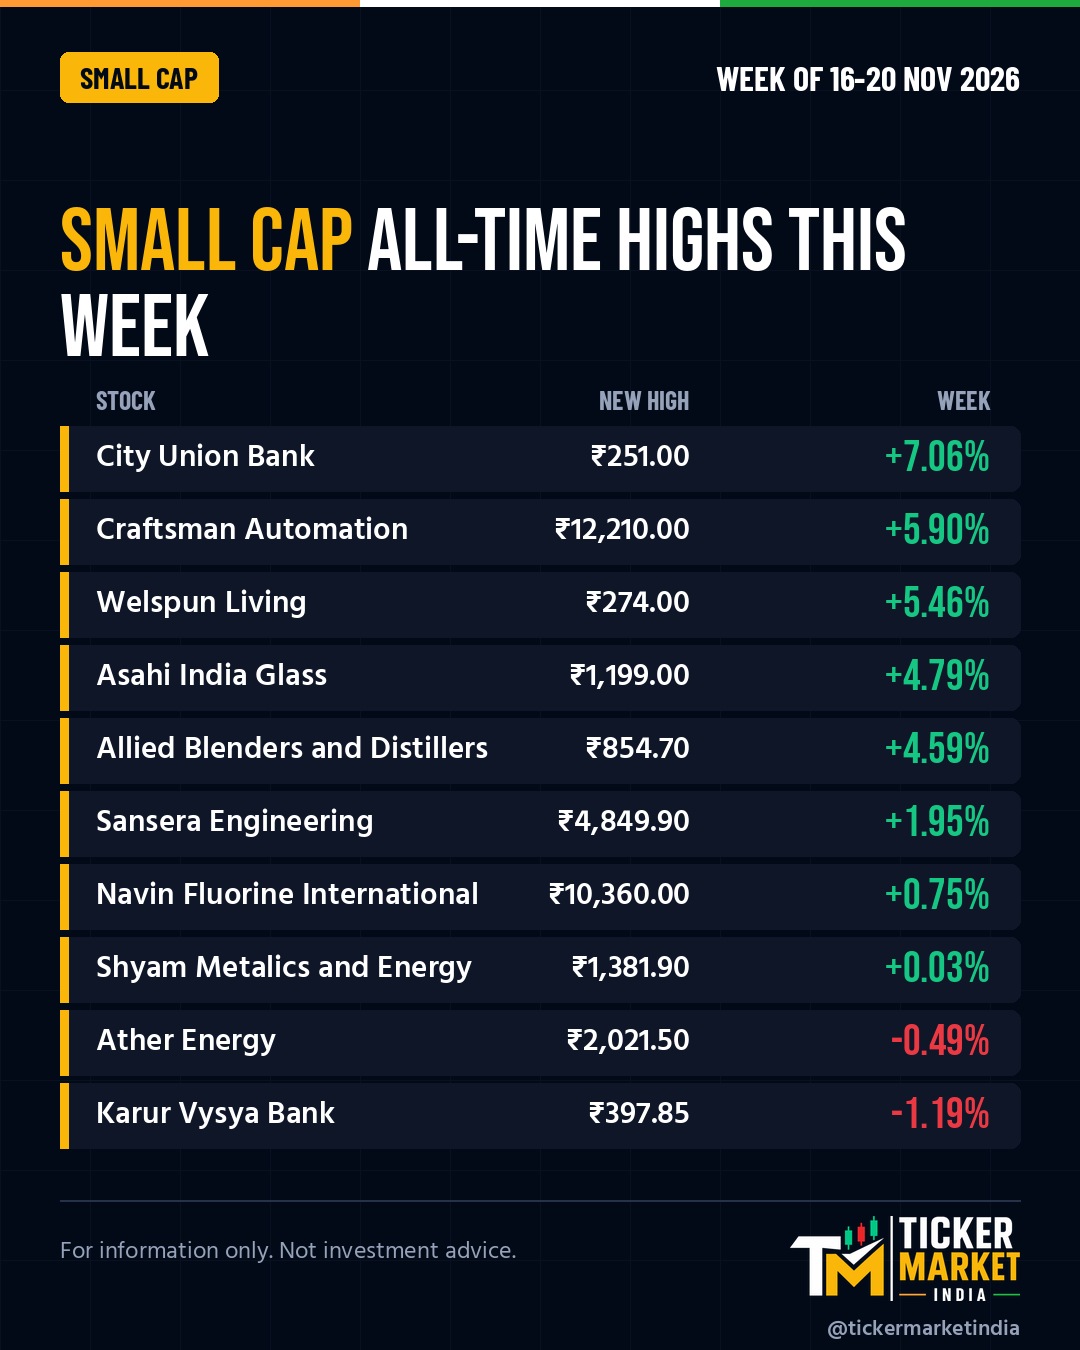 SMALL CAP
WEEK OF 16-20 NOV 2026
SMALL CAP ALL-TIME HIGHS THIS
WEEK
STOCK NEW HIGH WEEK
City Union Bank ₹251.00 +7.06%
Craftsman Automation ₹12,210.00 +5.90%
Welspun Living ₹274.00 +5.46%
Asahi India Glass ₹1,199.00 +4.79%
Allied Blenders and Distillers ₹854.70 +4.59%
Sansera Engineering ₹4,849.90 +1.95%
Navin Fluorine International ₹10,360.00 +0.75%
Shyam Metalics and Energy ₹1,381.90 +0.03%
Ather Energy ₹2,021.50 -0.49%
Karur Vysya Bank ₹397.85 -1.19%
For information only. Not investment advice.
TM
TICKER
MARKET
INDIA
@tickermarketindia